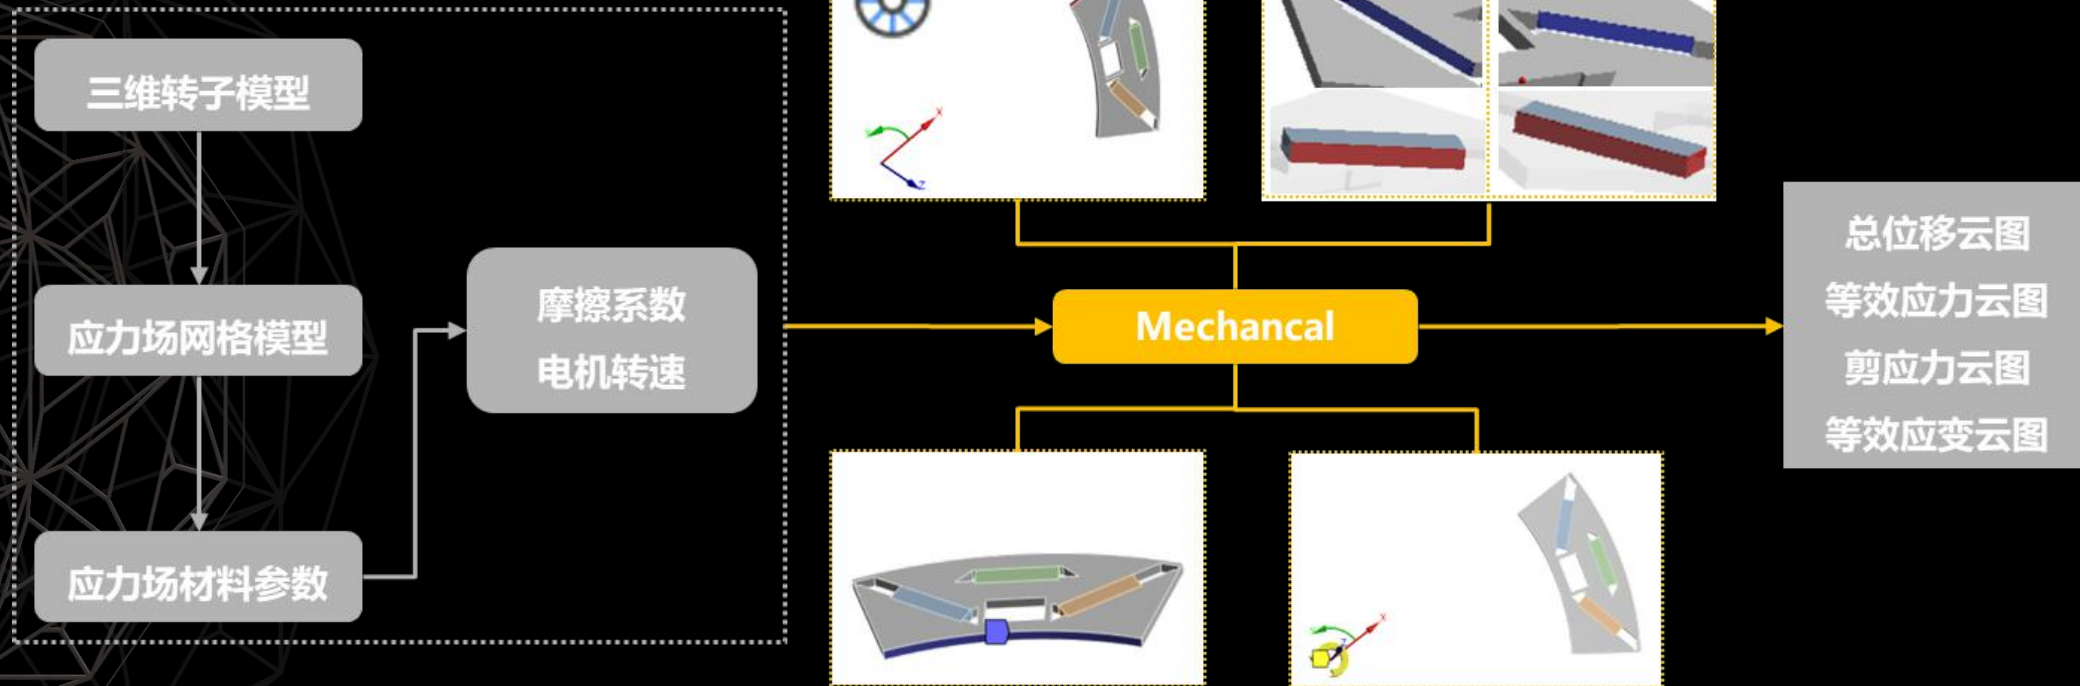 三维转子模型
应力场网格模型
应力场材料参数
摩擦系数
电机转速
X
Z
Mechancal
X
总位移云图
等效应力云图
剪应力云图
等效应变云图